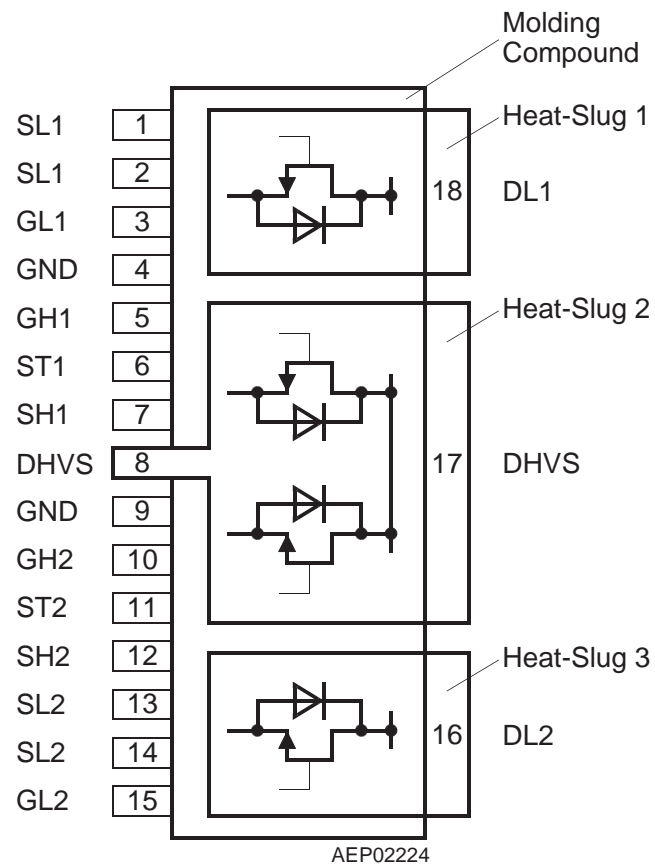 Molding
Compound
Heat-Slug 1
SL1 1
SL1 2
18 DL1
GL1 3
GND 4
GH1 5
Heat-Slug 2
ST1 6
SH1 7
DHVS 8
17 DHVS
GND 9
GH2 10
ST2 11
SH2 12
Heat-Slug 3
SL2 13
16 DL2
SL2 14
GL2 15
AEP02224